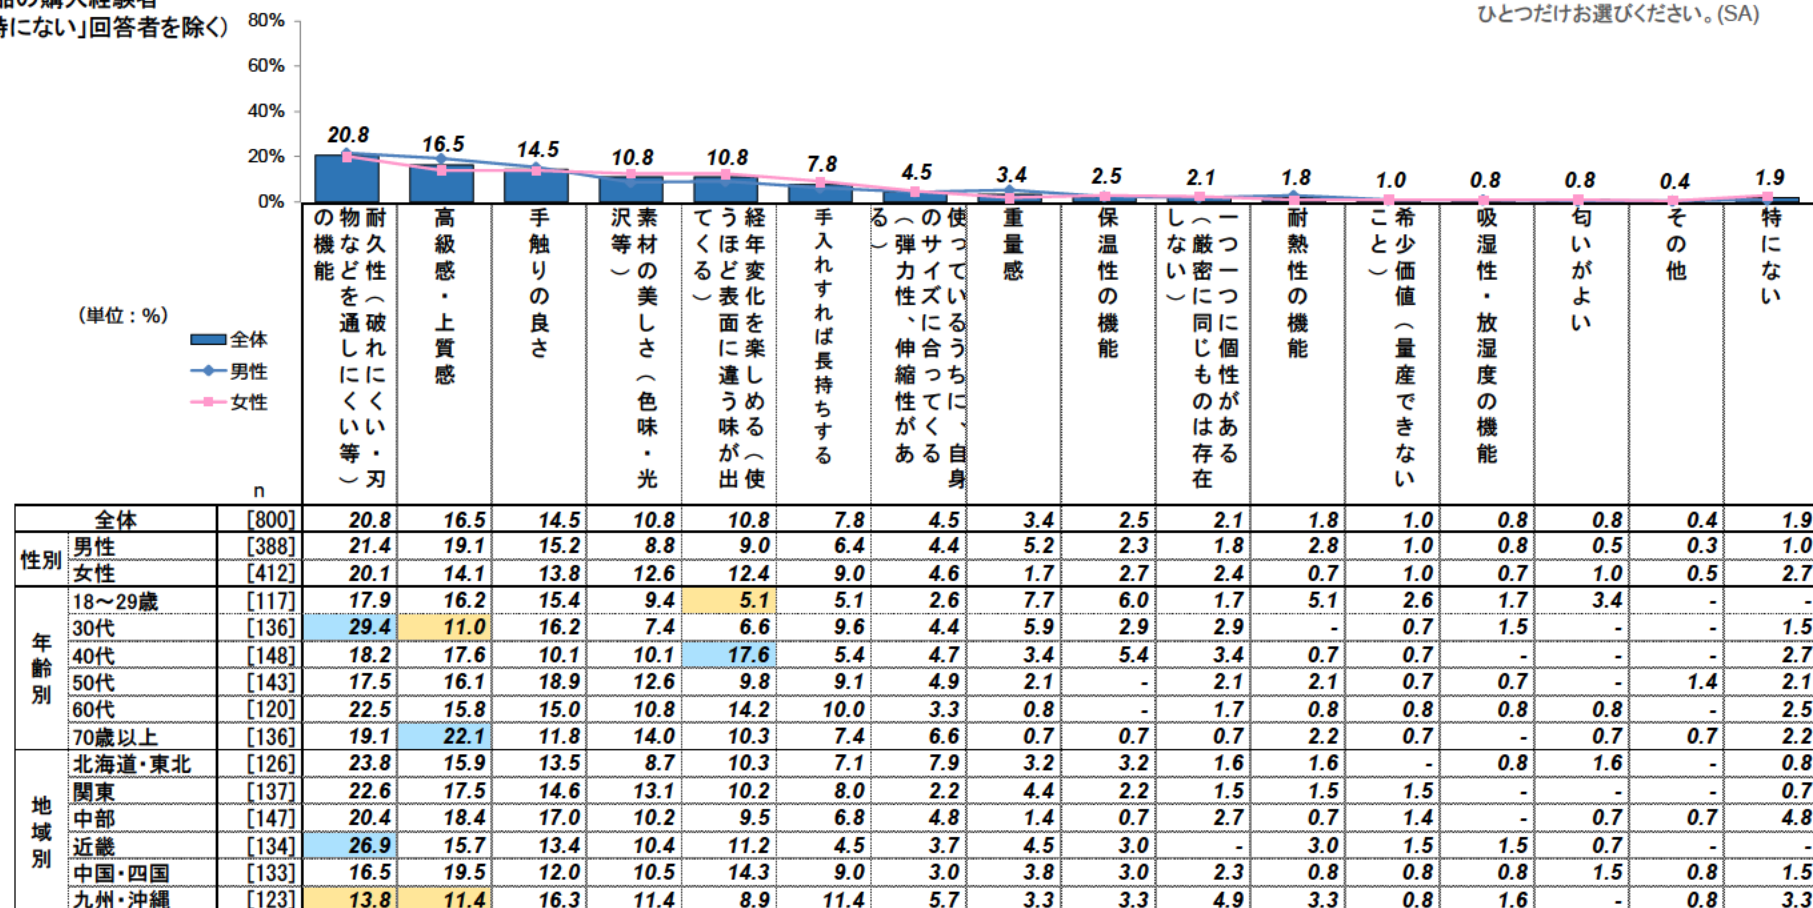 品の購入経験者
特にない」回答者を除く)
ひとつだけお選びください。(SA)
80%
60%
40%
20%
0%
20.8 16.5 14.5 10.8 10.8 7.8 4.5 3.4 2.5 2.1 1.8 1.0 0.8 0.8 0.4 1.9
(単位:%)
全体
男性
女性
n
耐久性(破れにくい・刃
物などを通しにくい等)
の機能
高級感・上質感
手触りの良さ
素材の美しさ(色味・光
沢等)
経年変化を楽しめる(使
うほど表面に違う味が出
てくる)
手入れすれば長持ちする
使っているうちに、自身
のサイズに合ってくる
(弾力性、伸縮性があ
る)
重量感
保温性の機能
一つ一つに個性がある
(厳密に同じものは存在
しない)
耐熱性の機能
希少価値(量産できない
こと)
吸湿性・放湿度の機能
匂いがよい
その他
特にない
全体 [800] 20.8 16.5 14.5 10.8 10.8 7.8 4.5 3.4 2.5 2.1 1.8 1.0 0.8 0.8 0.4 1.9
性別
男性 [388] 21.4 19.1 15.2 8.8 9.0 6.4 4.4 5.2 2.3 1.8 2.8 1.0 0.8 0.5 0.3 1.0
女性 [412] 20.1 14.1 13.8 12.6 12.4 9.0 4.6 1.7 2.7 2.4 0.7 1.0 0.7 1.0 0.5 2.7
年齢別
18~29歳 [117] 17.9 16.2 15.4 9.4 5.1 5.1 2.6 7.7 6.0 1.7 5.1 2.6 1.7 3.4 - -
30代 [136] 29.4 11.0 16.2 7.4 6.6 9.6 4.4 5.9 2.9 2.9 - 0.7 1.5 - - 1.5
40代 [148] 18.2 17.6 10.1 10.1 17.6 5.4 4.7 3.4 5.4 3.4 0.7 0.7 - - - 2.7
50代 [143] 17.5 16.1 18.9 12.6 9.8 9.1 4.9 2.1 - 2.1 2.1 0.7 0.7 - 1.4 2.1
60代 [120] 22.5 15.8 15.0 10.8 14.2 10.0 3.3 0.8 - 1.7 0.8 0.8 0.8 0.8 - 2.5
70歳以上 [136] 19.1 22.1 11.8 14.0 10.3 7.4 6.6 0.7 0.7 0.7 2.2 0.7 - 0.7 0.7 2.2
地域別
北海道・東北 [126] 23.8 15.9 13.5 8.7 10.3 7.1 7.9 3.2 3.2 1.6 1.6 - 0.8 1.6 - 0.8
関東 [137] 22.6 17.5 14.6 13.1 10.2 8.0 2.2 4.4 2.2 1.5 1.5 1.5 - - - 0.7
中部 [147] 20.4 18.4 17.0 10.2 9.5 6.8 4.8 1.4 0.7 2.7 0.7 1.4 - 0.7 0.7 4.8
近畿 [134] 26.9 15.7 13.4 10.4 11.2 4.5 3.7 4.5 3.0 - 3.0 1.5 1.5 0.7 - -
中国・四国 [133] 16.5 19.5 12.0 10.5 14.3 9.0 3.0 3.8 3.0 2.3 0.8 0.8 0.8 1.5 0.8 1.5
九州・沖縄 [123] 13.8 11.4 16.3 11.4 8.9 11.4 5.7 3.3 3.3 4.9 3.3 0.8 1.6 - 0.8 3.3